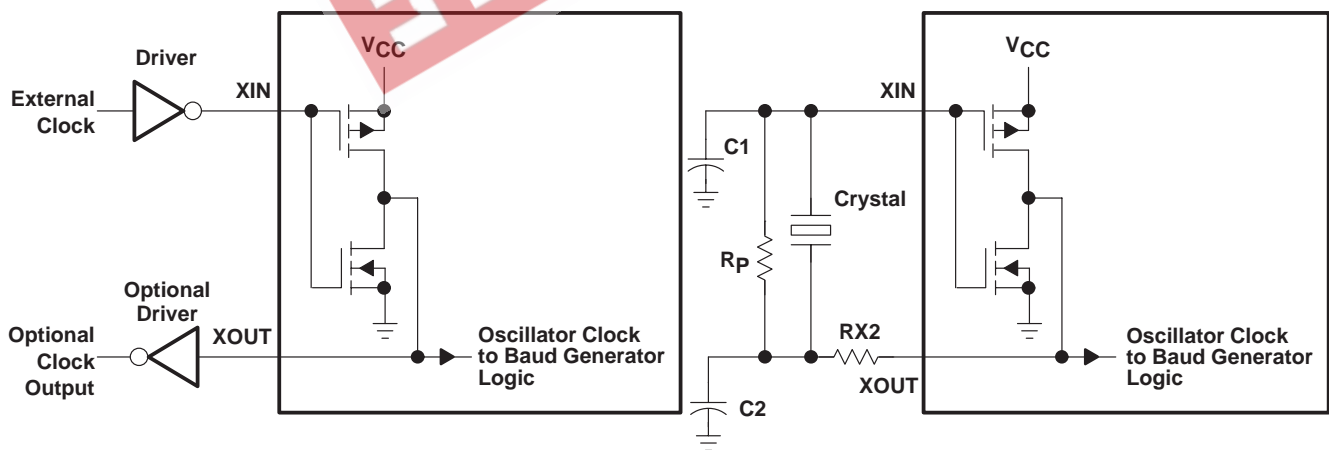 Driver
External
Clock
XIN
VCC
Optional
Driver
Optional
Clock
Output
XOUT
Oscillator Clock
to Baud Generator
Logic
C1
RP
Crystal
C2
RX2
XIN
XOUT
VCC
Oscillator Clock
to Baud Generator
Logic